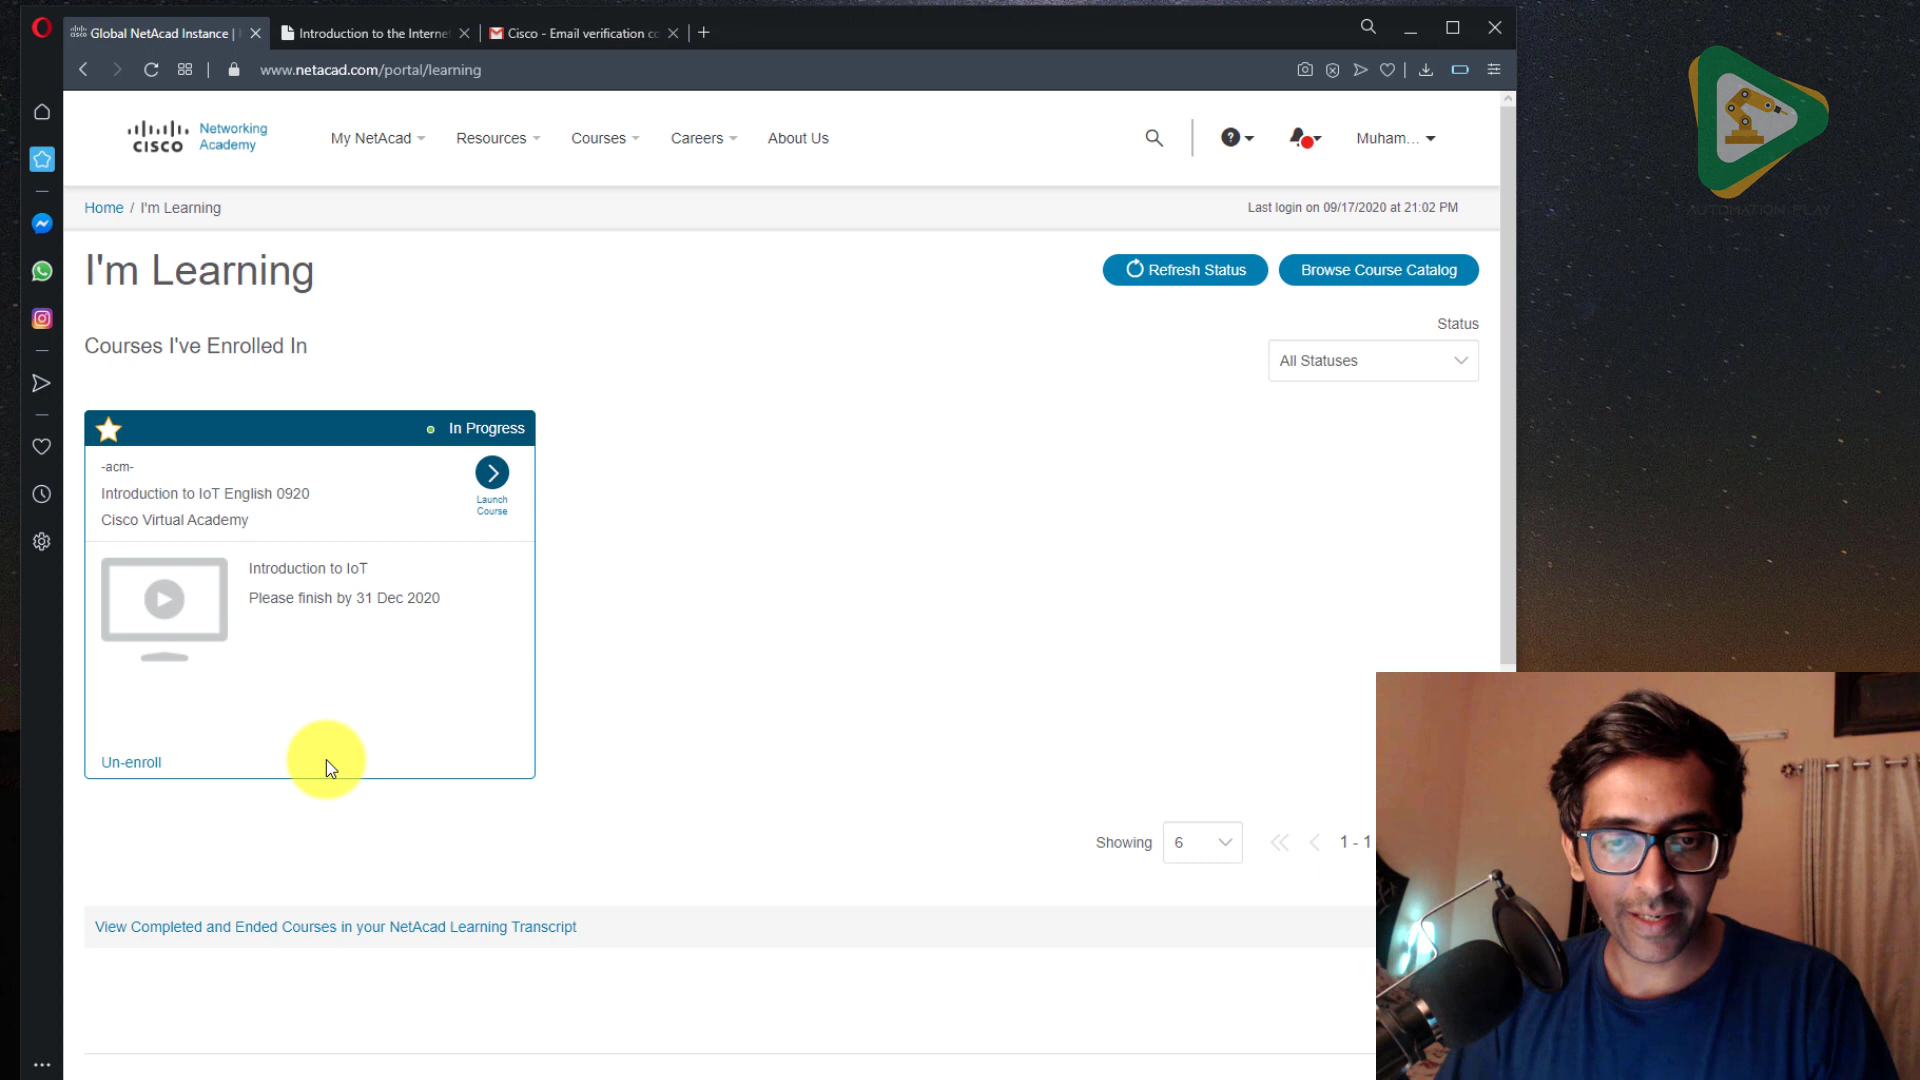 Global NetAcad Instance |
Introduction to the Interne
Cisco - Email verification co
www.netacad.com/portal/learning
cisco
Networking
Academy
My NetAcad
Resources
Courses
Careers
About Us
Muham...
AUTOMATION PLAY
Home / I'm Learning
Last login on 09/17/2020 at 21:02 PM
I'm Learning
Refresh Status
Browse Course Catalog
Status
Courses I've Enrolled In
All Statuses
In Progress
-acm-
Introduction to IoT English 0920
Cisco Virtual Academy
Launch
Course
Introduction to IoT
Please finish by 31 Dec 2020
Un-enroll
Showing 6 1 - 1
View Completed and Ended Courses in your NetAcad Learning Transcript